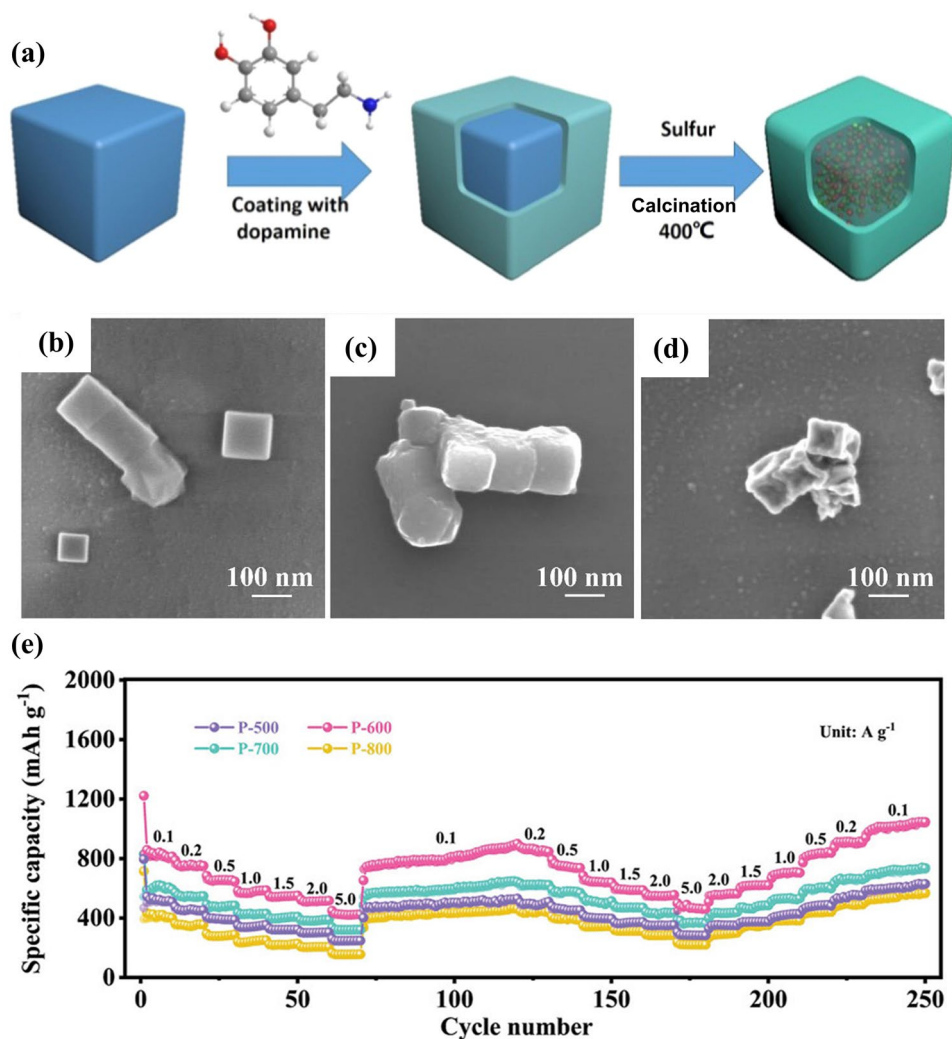 (a)
Coating with
dopamine
Sulfur
Calcination
400℃
(b)
100 nm
(c)
100 nm
(d)
100 nm
(e)
Specific capacity (mAh g⁻¹)
2000
1600
1200
800
400
0
P-500
P-600
P-700
P-800
Unit: A g⁻¹
0.1
0.2
0.5
1.0
1.5
2.0
5.0
0.1
0.2
0.5
1.0
1.5
2.0
5.0
2.0
1.5
1.0
0.5
0.2
0.1
0
50
100
150
200
250
Cycle number